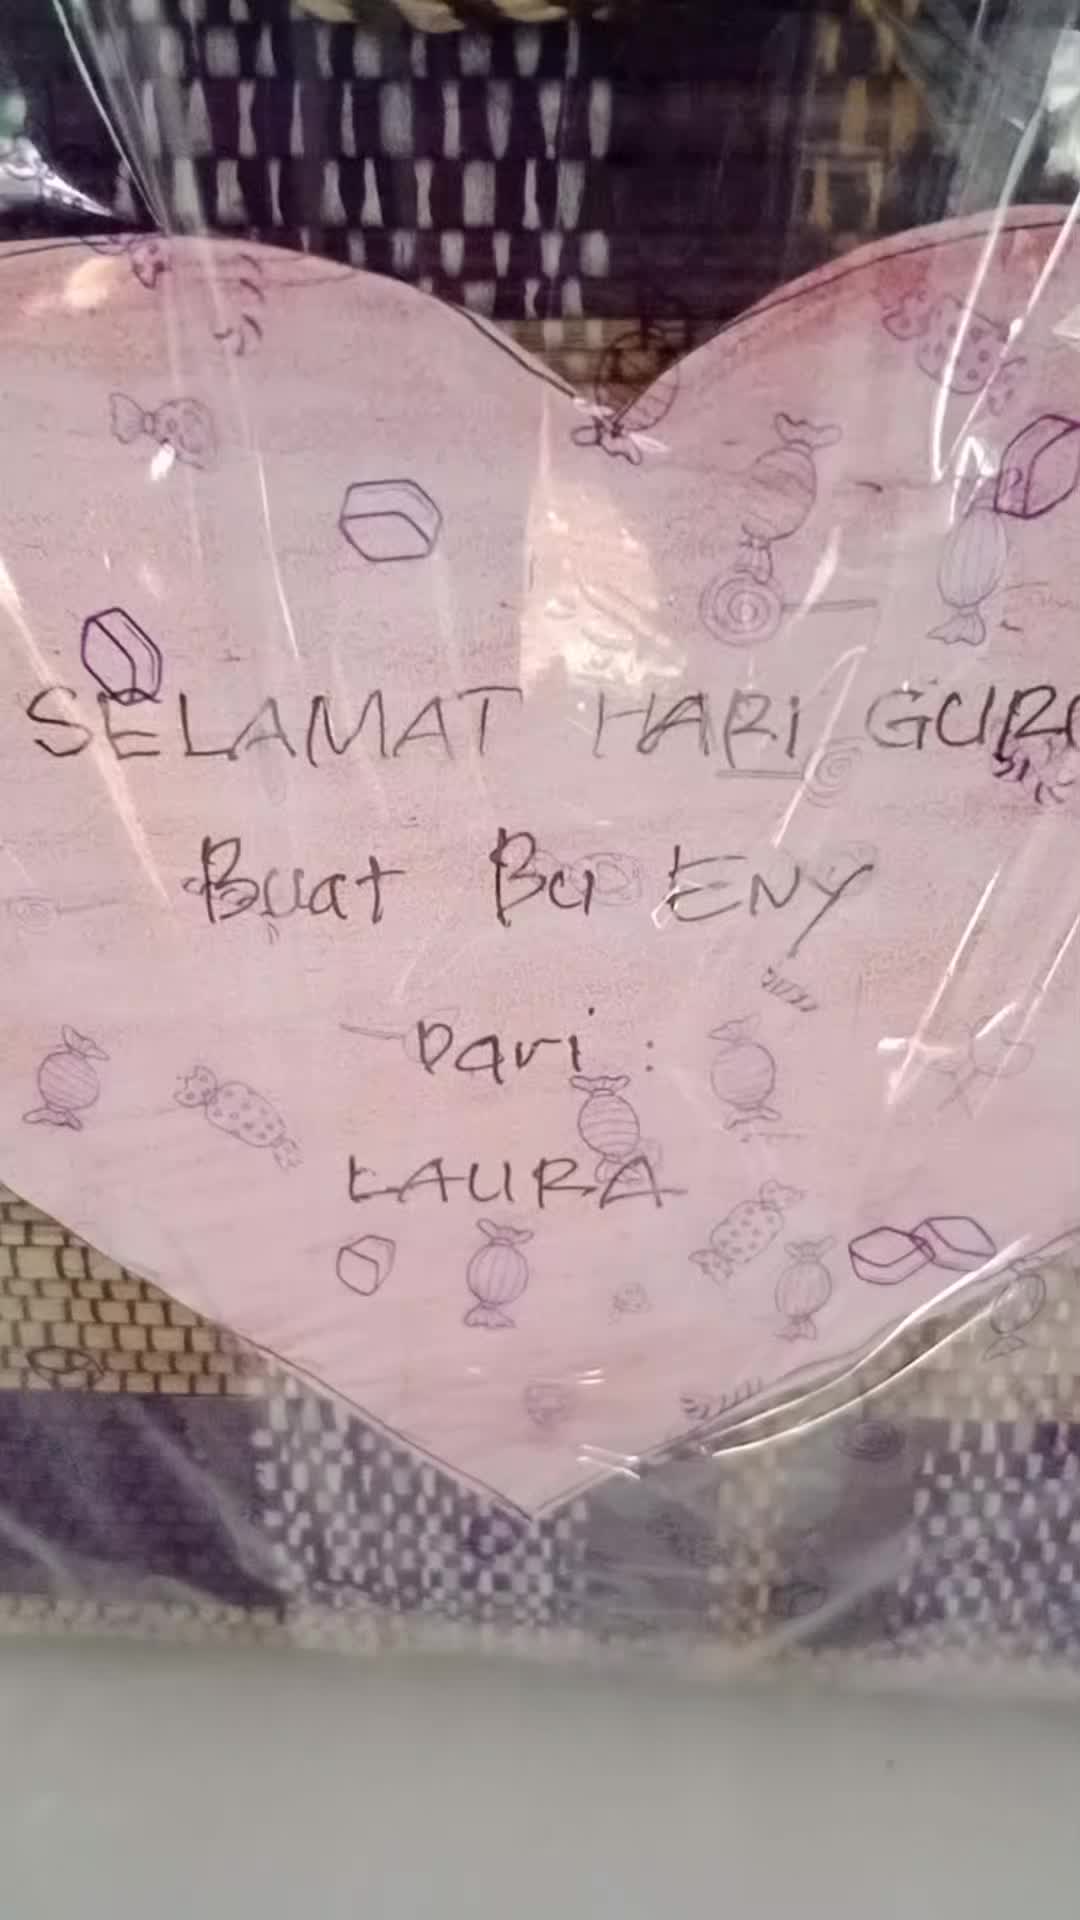 SELAMAT HARI GURU
Buat Bu ENY
Dari :
LAURA